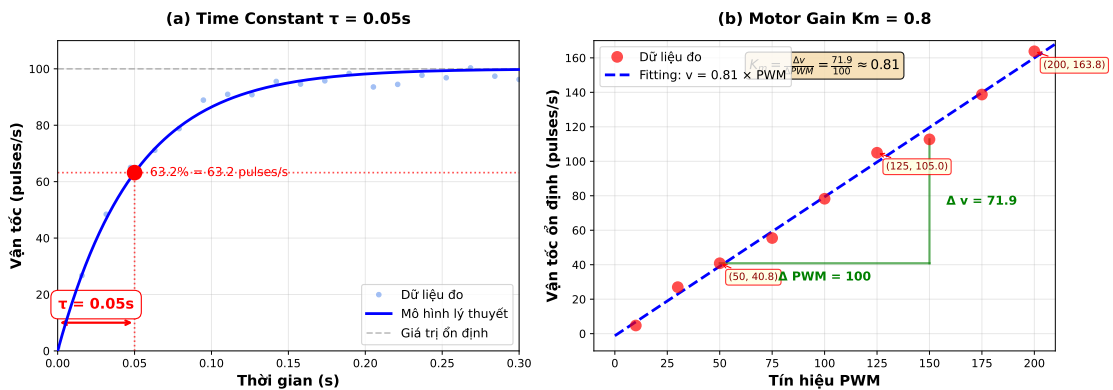 (a) Time Constant τ = 0.05s
Vận tốc (pulses/s)
100
80
60
40
20
0
63.2% = 63.2 pulses/s
τ = 0.05s
Dữ liệu đo
Mô hình lý thuyết
Giá trị ổn định
0.00 0.05 0.10 0.15 0.20 0.25 0.30
Thời gian (s)
(b) Motor Gain Km = 0.8
Vận tốc ổn định (pulses/s)
160
140
120
100
80
60
40
20
0
Dữ liệu đo
Fitting: v = 0.81 × PWM
Δv/PWM = 71.9/100 ≈ 0.81
(200, 163.8)
(125, 105.0)
Δ v = 71.9
(50, 40.8)
Δ PWM = 100
0 25 50 75 100 125 150 175 200
Tín hiệu PWM